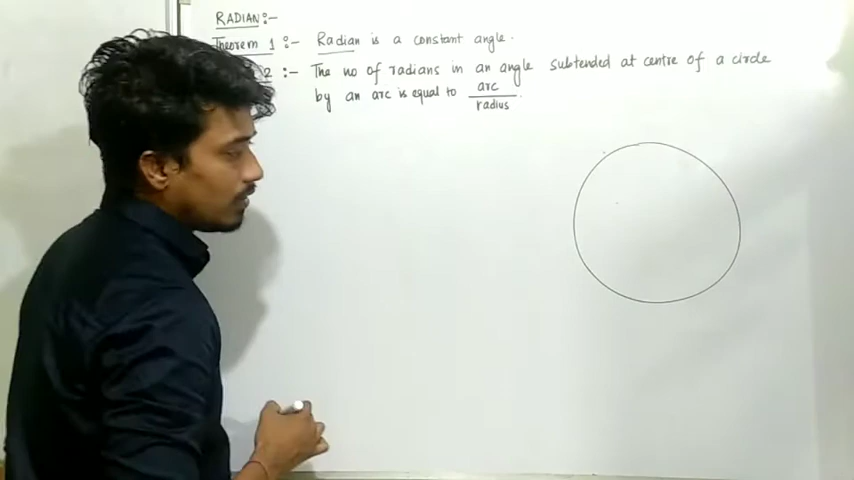 RADIAN:-
Theorem 1 :- Radian is a constant angle.
2 :- The no of radians in an angle subtended at centre of a circle
by an arc is equal to arc
radius.